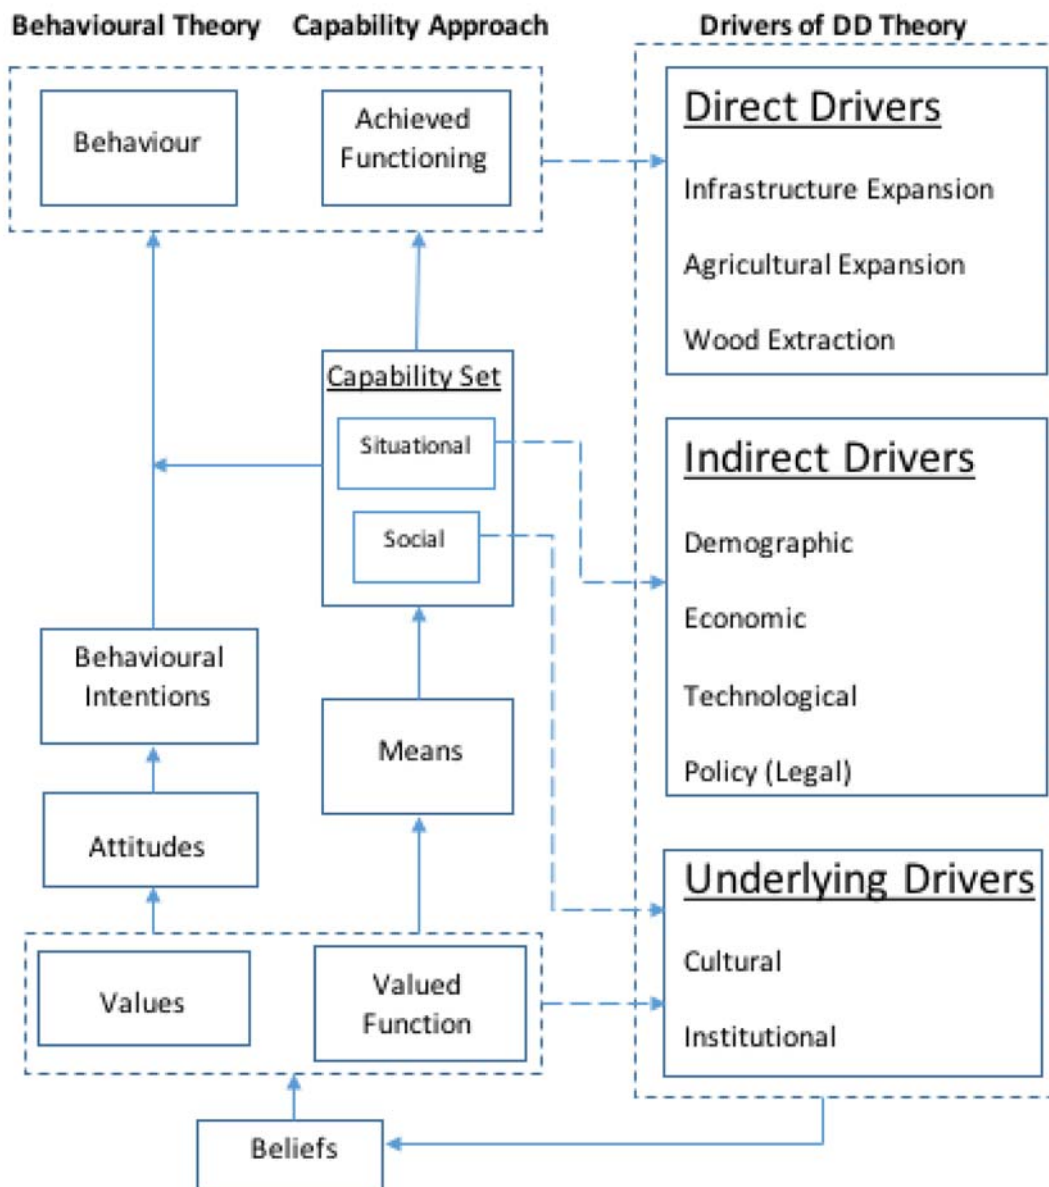 Behavioural Theory
Capability Approach
Drivers of DD Theory
Behaviour
Achieved
Functioning
Direct Drivers
Infrastructure Expansion
Agricultural Expansion
Wood Extraction
Capability Set
Situational
Social
Indirect Drivers
Demographic
Economic
Technological
Policy (Legal)
Behavioural
Intentions
Means
Attitudes
Underlying Drivers
Cultural
Institutional
Values
Valued
Function
Beliefs